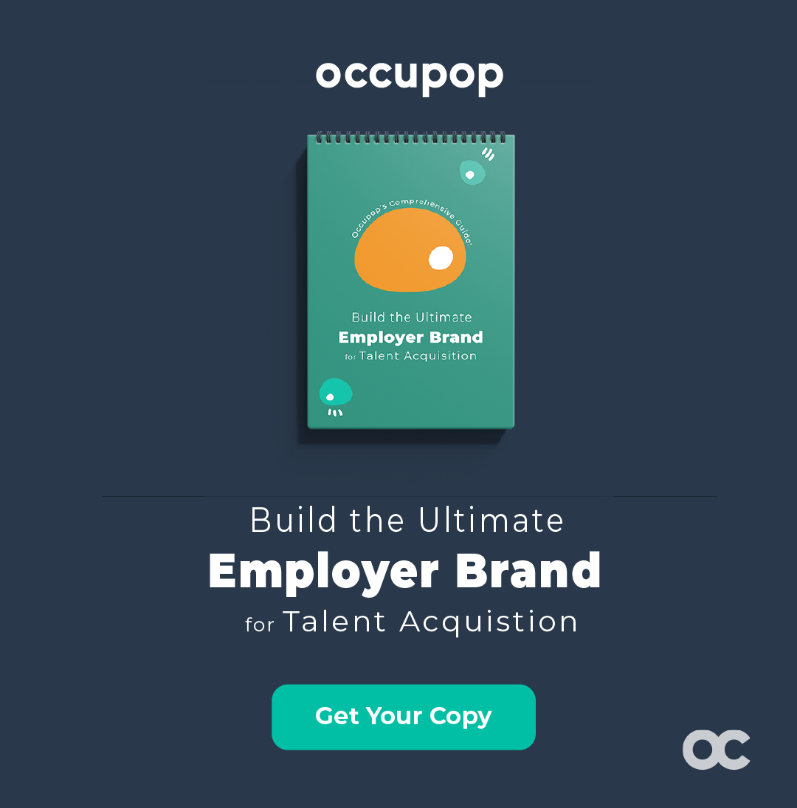 occupop
Occupop's Comprehensive Guide!
Build the Ultimate
Employer Brand
for Talent Acquisition
Build the Ultimate
Employer Brand
for Talent Acquistion
Get Your Copy
oc